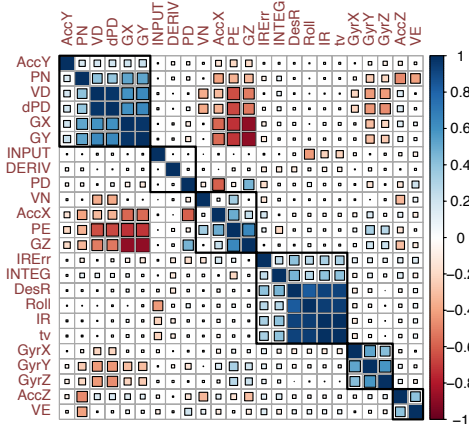 AccY PN VD dPD GX GY INPUT DERIV PD VN AccX PE GZ IRErr INTEG DesR Roll IR tv GyrX GyrY GyrZ AccZ VE
AccY
PN
VD
dPD
GX
GY
INPUT
DERIV
PD
VN
AccX
PE
GZ
IRErr
INTEG
DesR
Roll
IR
tv
GyrX
GyrY
GyrZ
AccZ
VE
1
0.8
0.6
0.4
0.2
0
−0.2
−0.4
−0.6
−0.8
−1